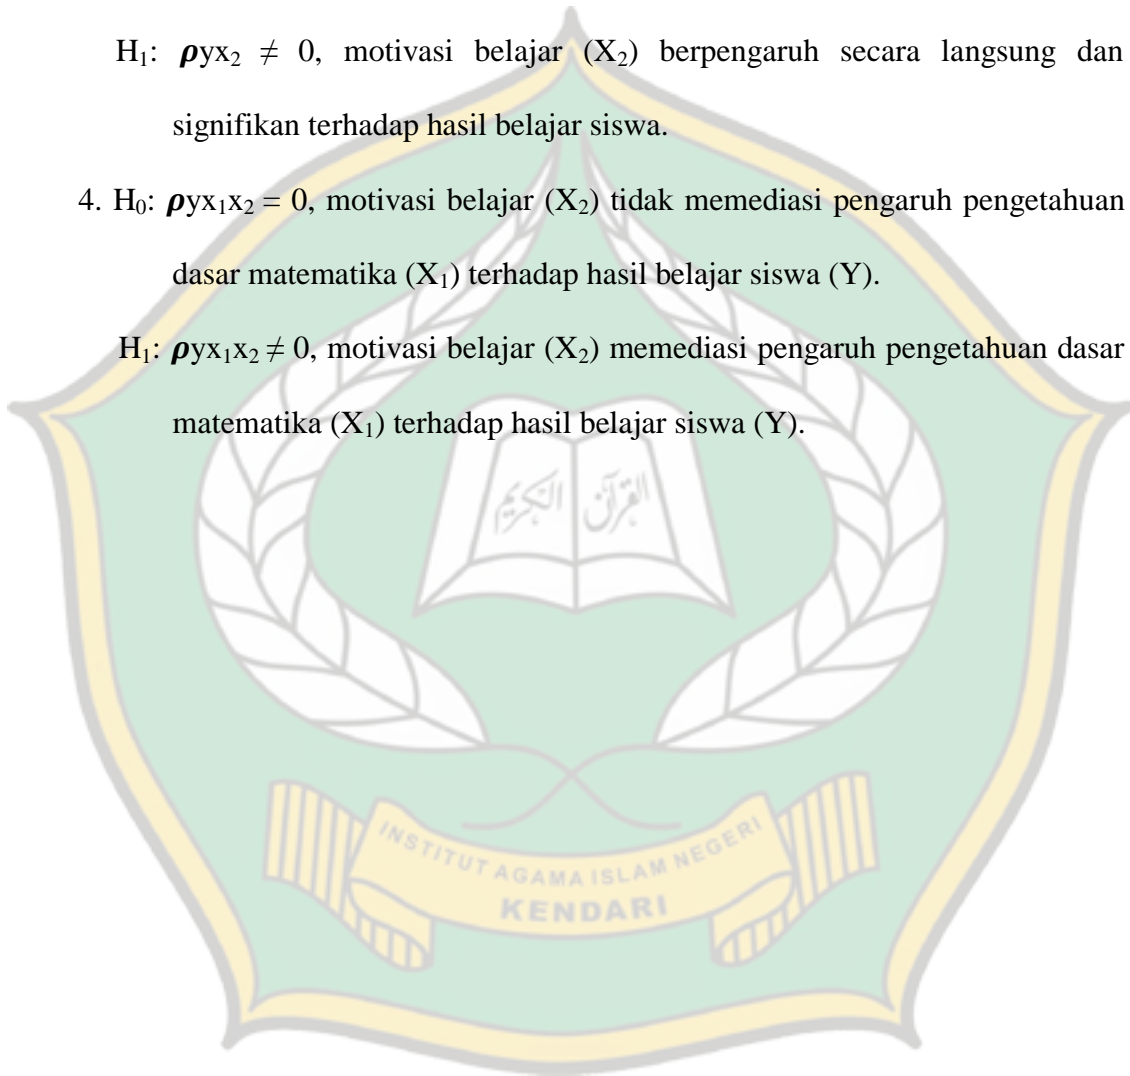 H₁: ρyx₂ ≠ 0, motivasi belajar (X₂) berpengaruh secara langsung dan
signifikan terhadap hasil belajar siswa.
4. H₀: ρyx₁x₂ = 0, motivasi belajar (X₂) tidak memediasi pengaruh pengetahuan
dasar matematika (X₁) terhadap hasil belajar siswa (Y).
H₁: ρyx₁x₂ ≠ 0, motivasi belajar (X₂) memediasi pengaruh pengetahuan dasar
matematika (X₁) terhadap hasil belajar siswa (Y).
القرآن الكريم
INSTITUT AGAMA ISLAM NEGERI
KENDARI